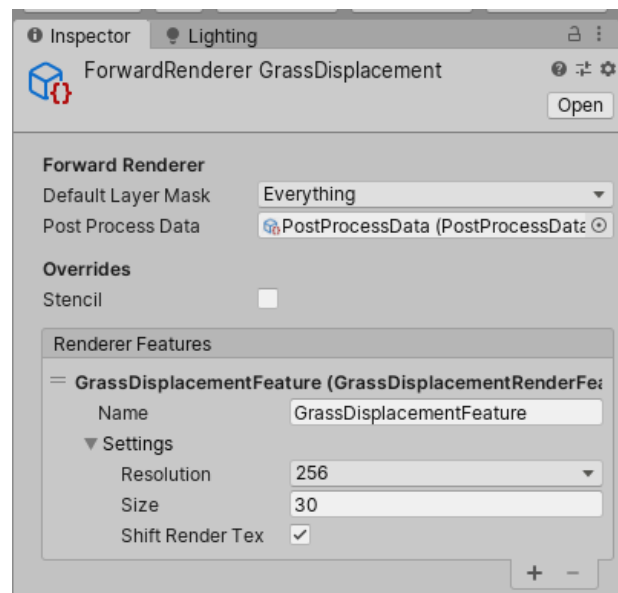 Inspector Lighting
ForwardRenderer GrassDisplacement
Open
Forward Renderer
Default Layer Mask Everything
Post Process Data PostProcessData (PostProcessData
Overrides
Stencil
Renderer Features
GrassDisplacementFeature (GrassDisplacementRenderFea
Name GrassDisplacementFeature
Settings
Resolution 256
Size 30
Shift Render Tex